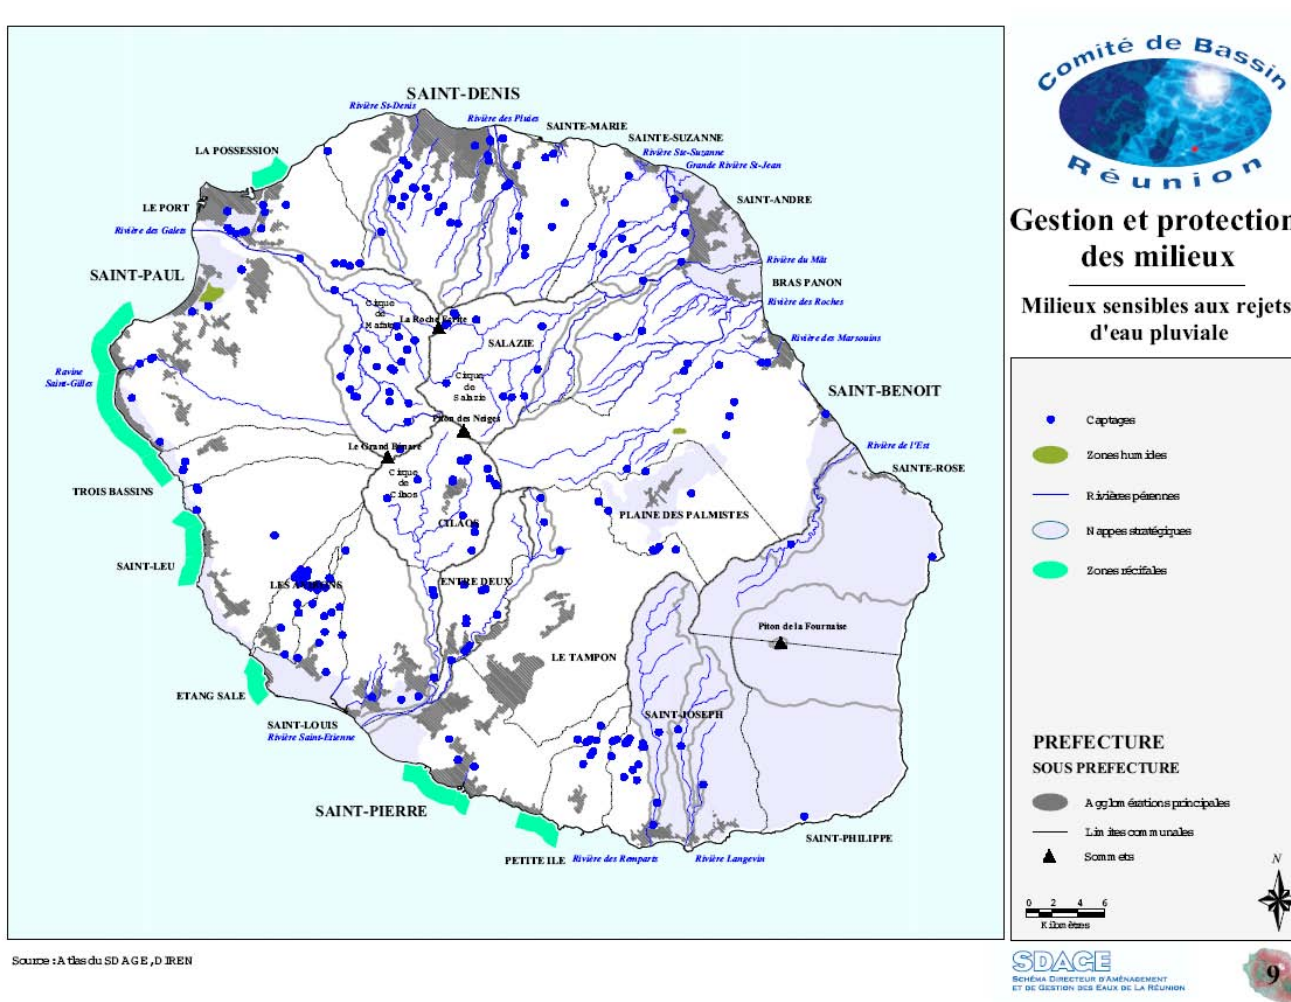 SAINT-DENIS
Rivière St-Denis
Rivière des Pluies
SAINTE-MARIE
SAINTE-SUZANNE
Rivière Ste-Suzanne
Grande Rivière St-Jean
LA POSSESSION
LE PORT
SAINT-ANDRE
Rivière des Galets
SAINT-PAUL
Rivière du Mât
BRAS PANON
Rivière des Roches
Cirque
de
Mafate
La Roche Ecrite
SALAZIE
Rivière des Marsouins
Ravine
Saint-Gilles
Cirque
de
Salazie
SAINT-BENOIT
Piton des Neiges
Le Grand Bénare
Rivière de l'Est
SAINTE-ROSE
Cirque
de
Cilaos
TROIS BASSINS
CILAOS
PLAINE DES PALMISTES
SAINT-LEU
LES AVIRONS
ENTRE DEUX
Piton de la Fournaise
LE TAMPON
ETANG SALE
SAINT-LOUIS
Rivière Saint-Etienne
SAINT-JOSEPH
SAINT-PIERRE
SAINT-PHILIPPE
PETITE ILE
Rivière des Remparts
Rivière Langevin
Comité de Bassin
Réunion
Gestion et protection
des milieux
Milieux sensibles aux rejets
d'eau pluviale
Captages
Zones humides
Rivières pérennes
Nappes stratégiques
Zones récifales
PREFECTURE
SOUS PREFECTURE
Agglomérations principales
Limites communales
Sommets
N
0 2 4 6
Kilomètres
Source : Atlas du SDAGE, DIREN
SDAGE
SCHÉMA DIRECTEUR D'AMÉNAGEMENT
ET DE GESTION DES EAUX DE LA RÉUNION
9